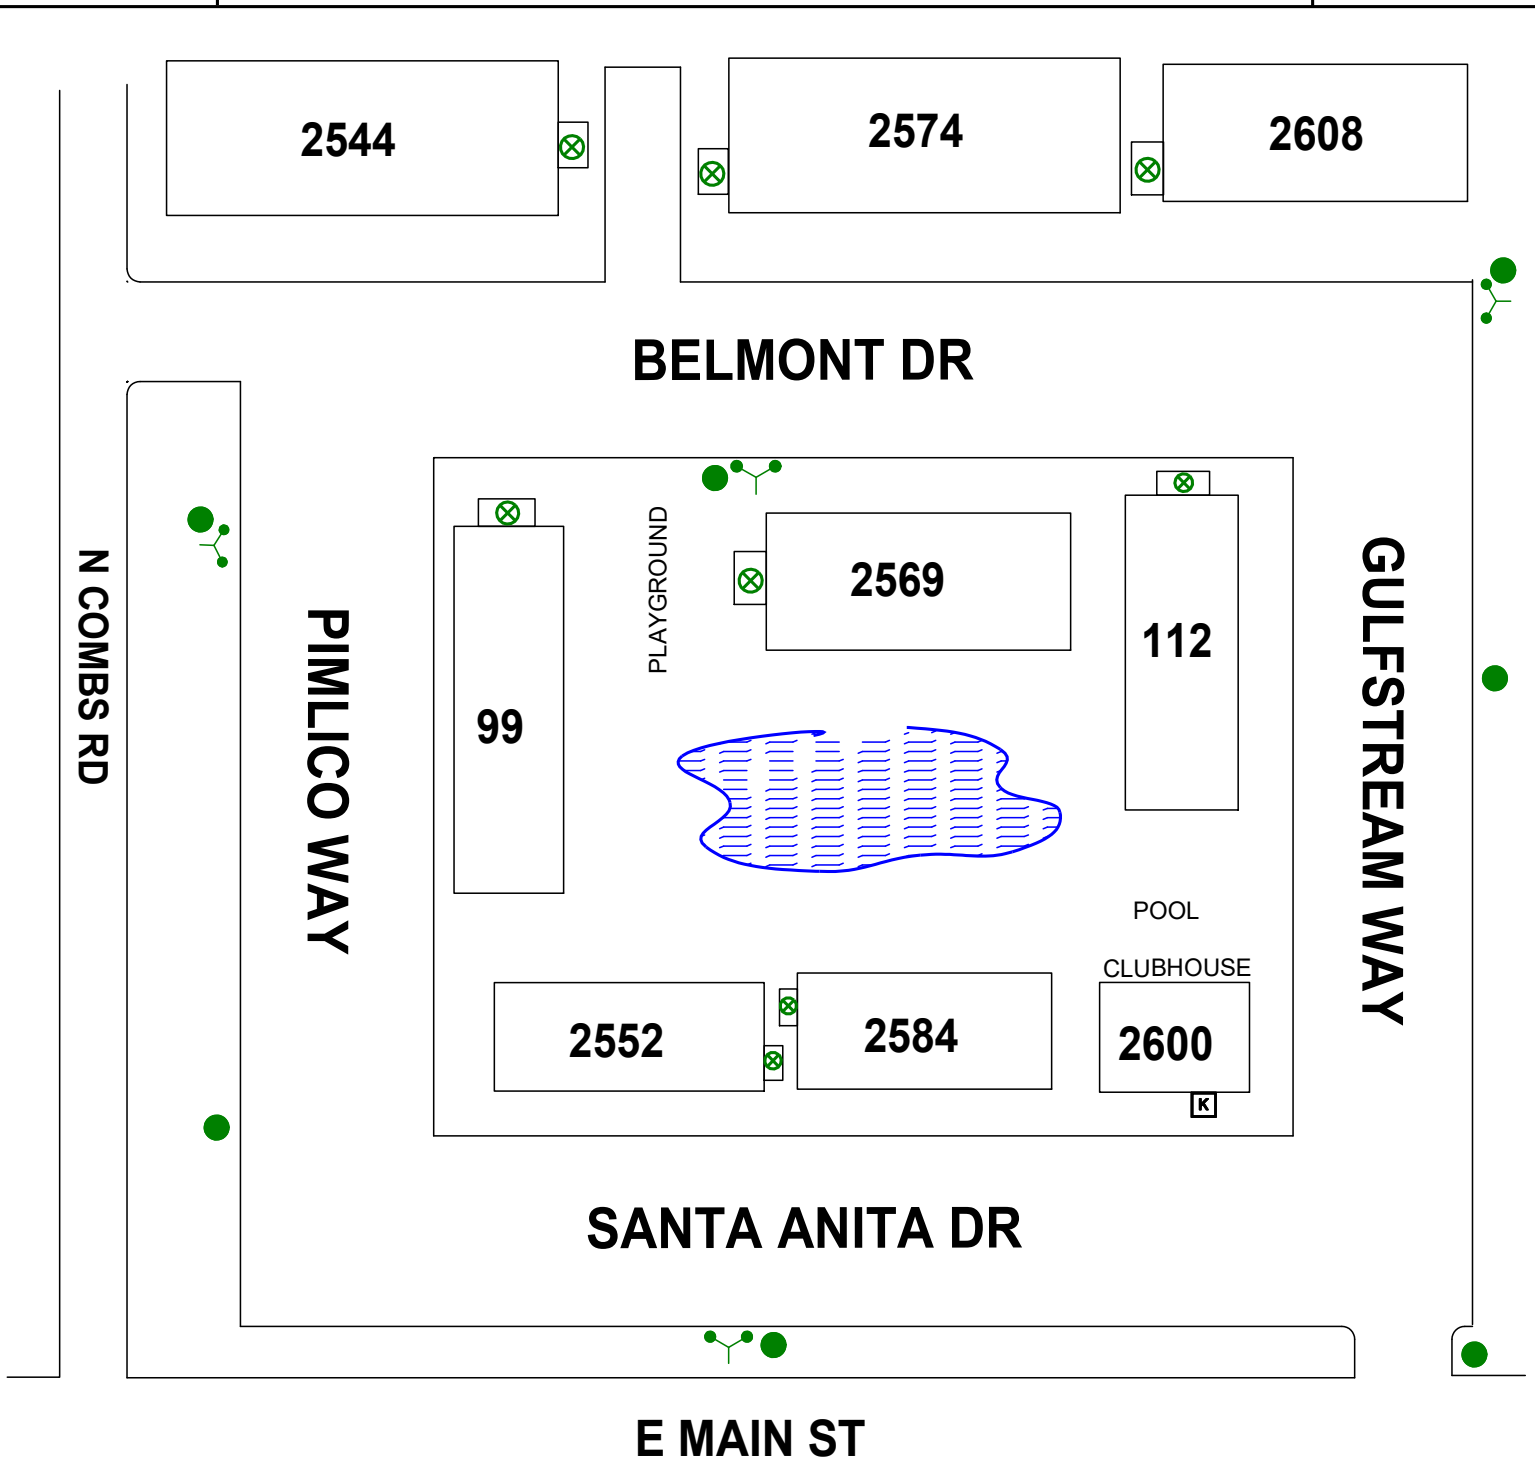 2544
2574
2608
BELMONT DR
N COMBS RD
PIMLICO WAY
PLAYGROUND
2569
112
GULFSTREAM WAY
99
POOL
CLUBHOUSE
2552
2584
2600
K
SANTA ANITA DR
E MAIN ST